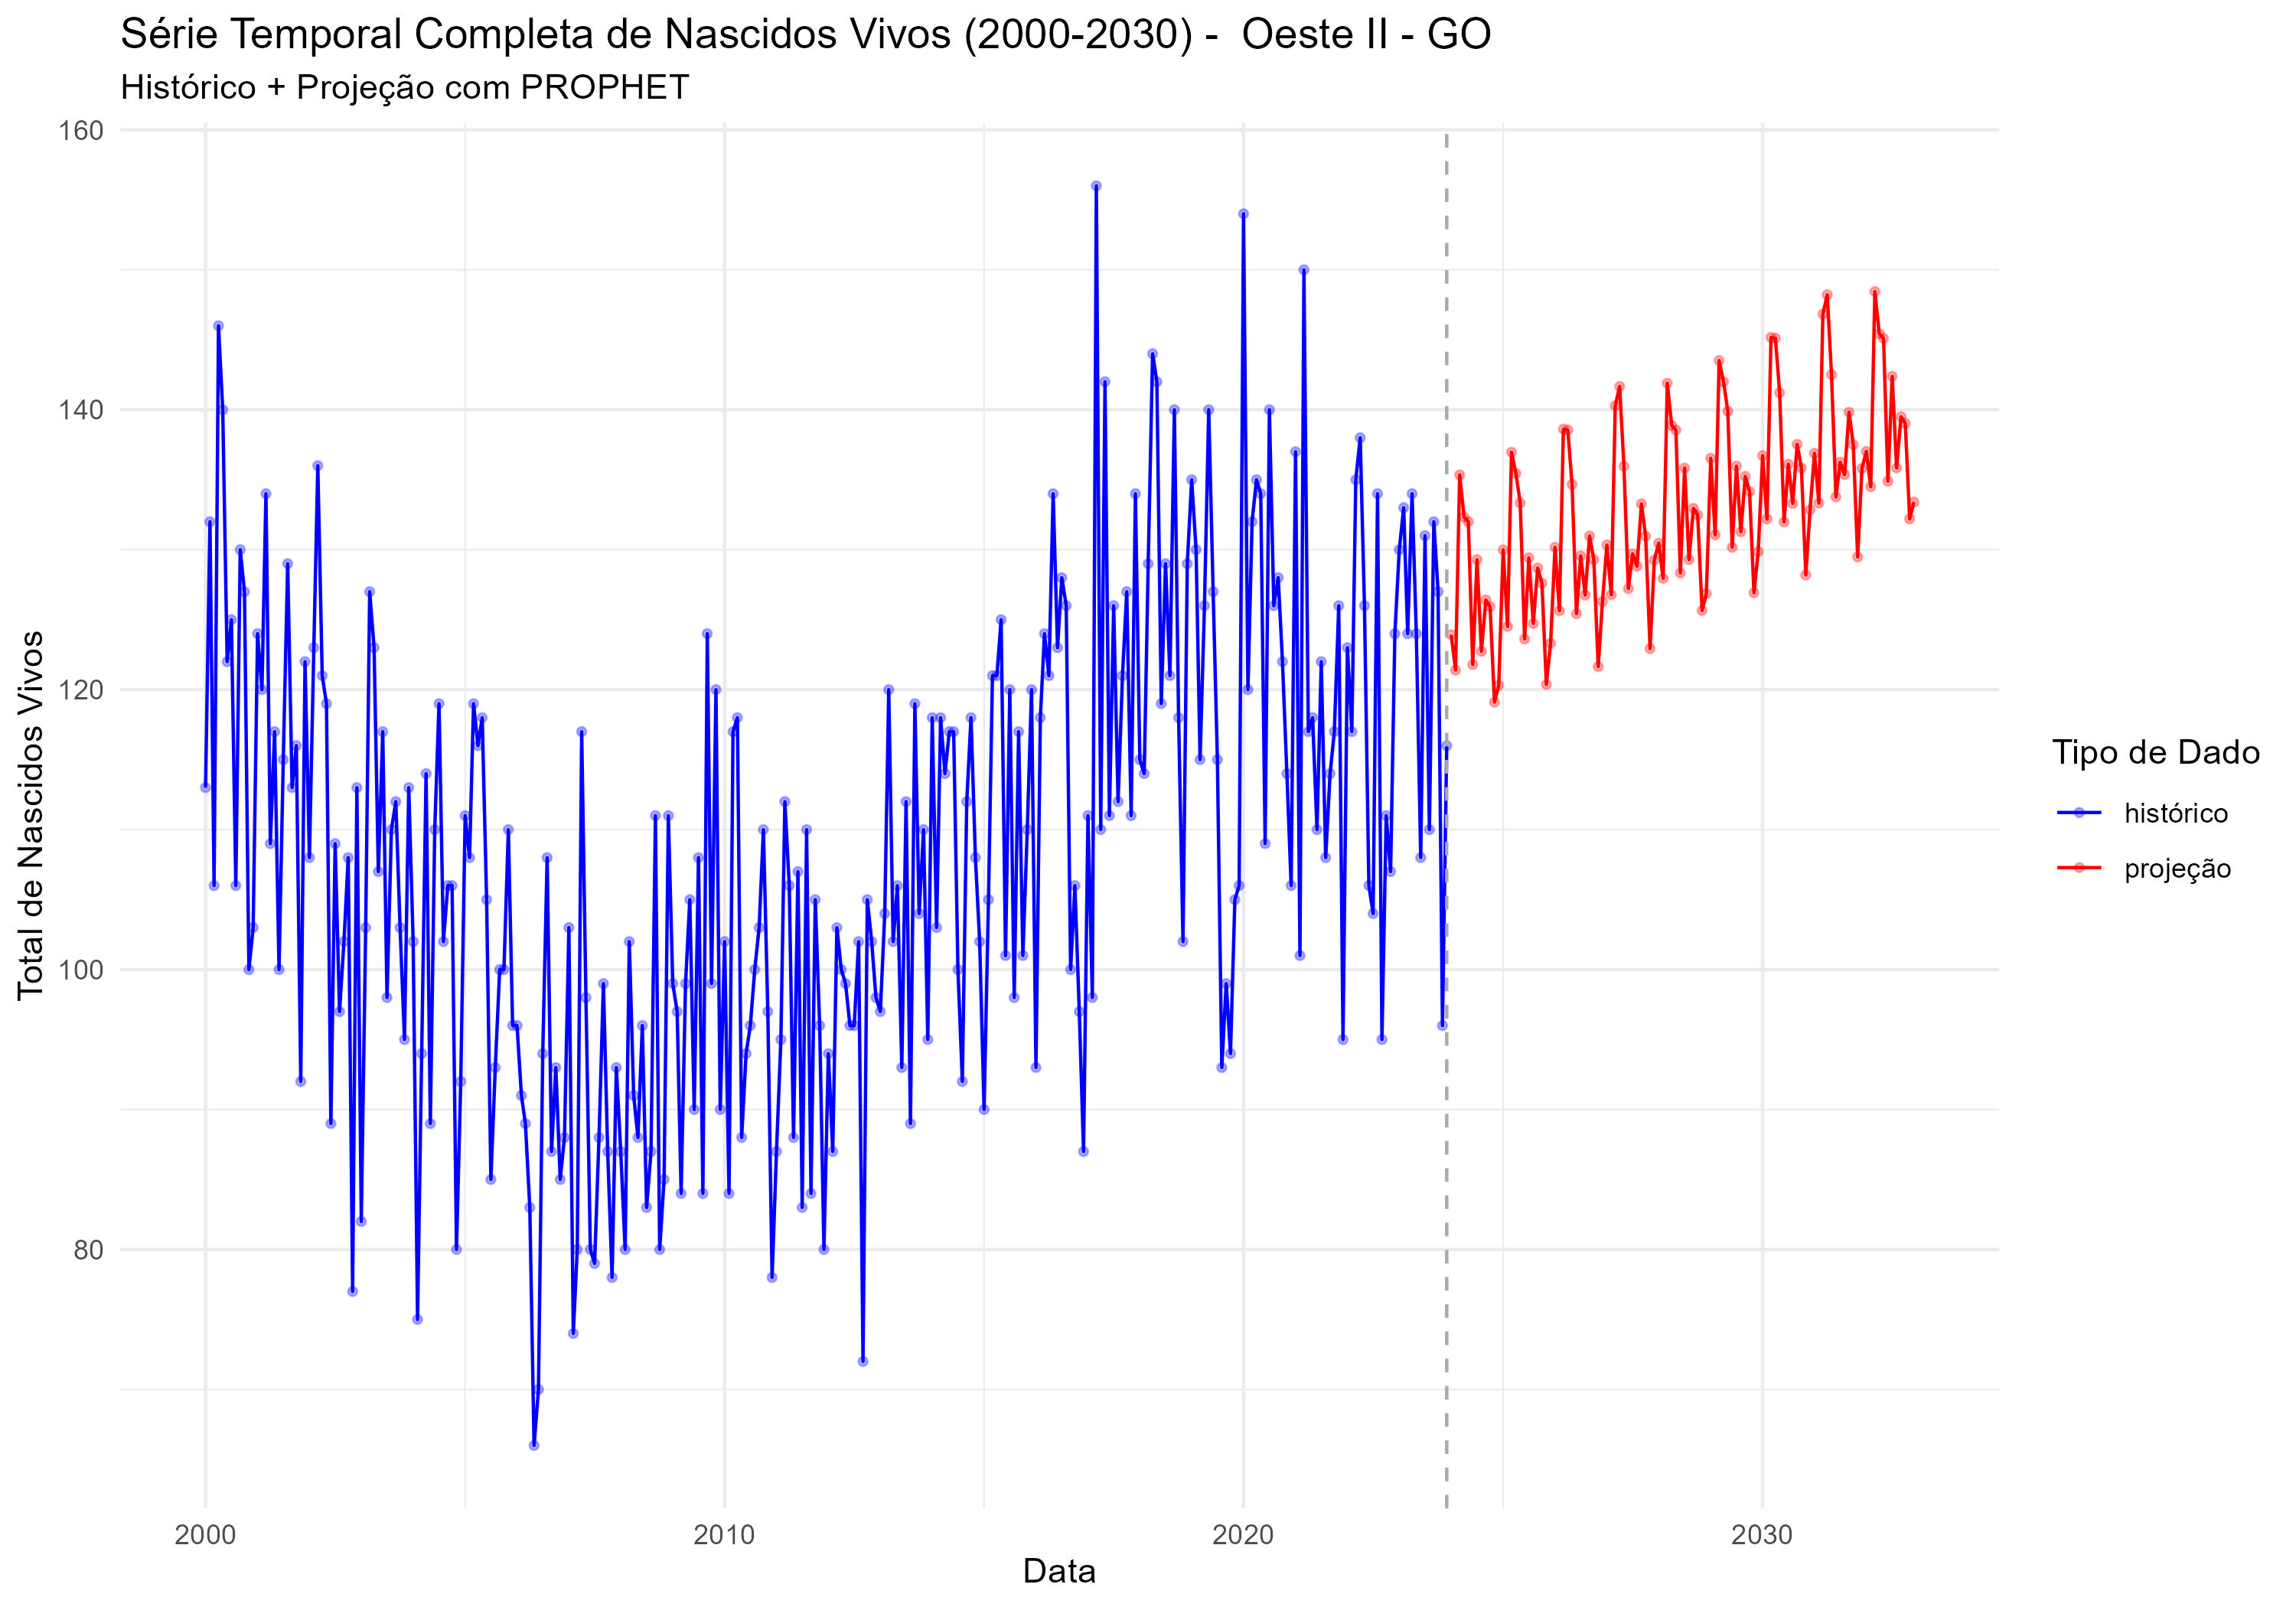 Série Temporal Completa de Nascidos Vivos (2000-2030) -  Oeste II - GO
Histórico + Projeção com PROPHET
160
140
120
100
80
Total de Nascidos Vivos
2000
2010
2020
2030
Data
Tipo de Dado
histórico
projeção